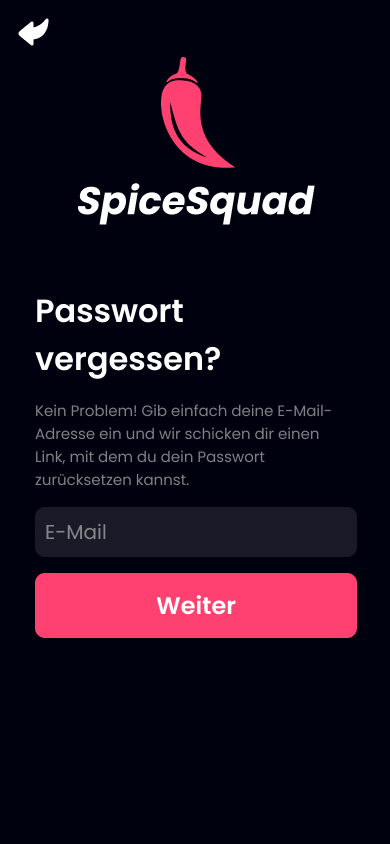 SpiceSquad
Passwort
vergessen?
Kein Problem! Gib einfach deine E-Mail-
Adresse ein und wir schicken dir einen
Link, mit dem du dein Passwort
zurücksetzen kannst.
E-Mail
Weiter